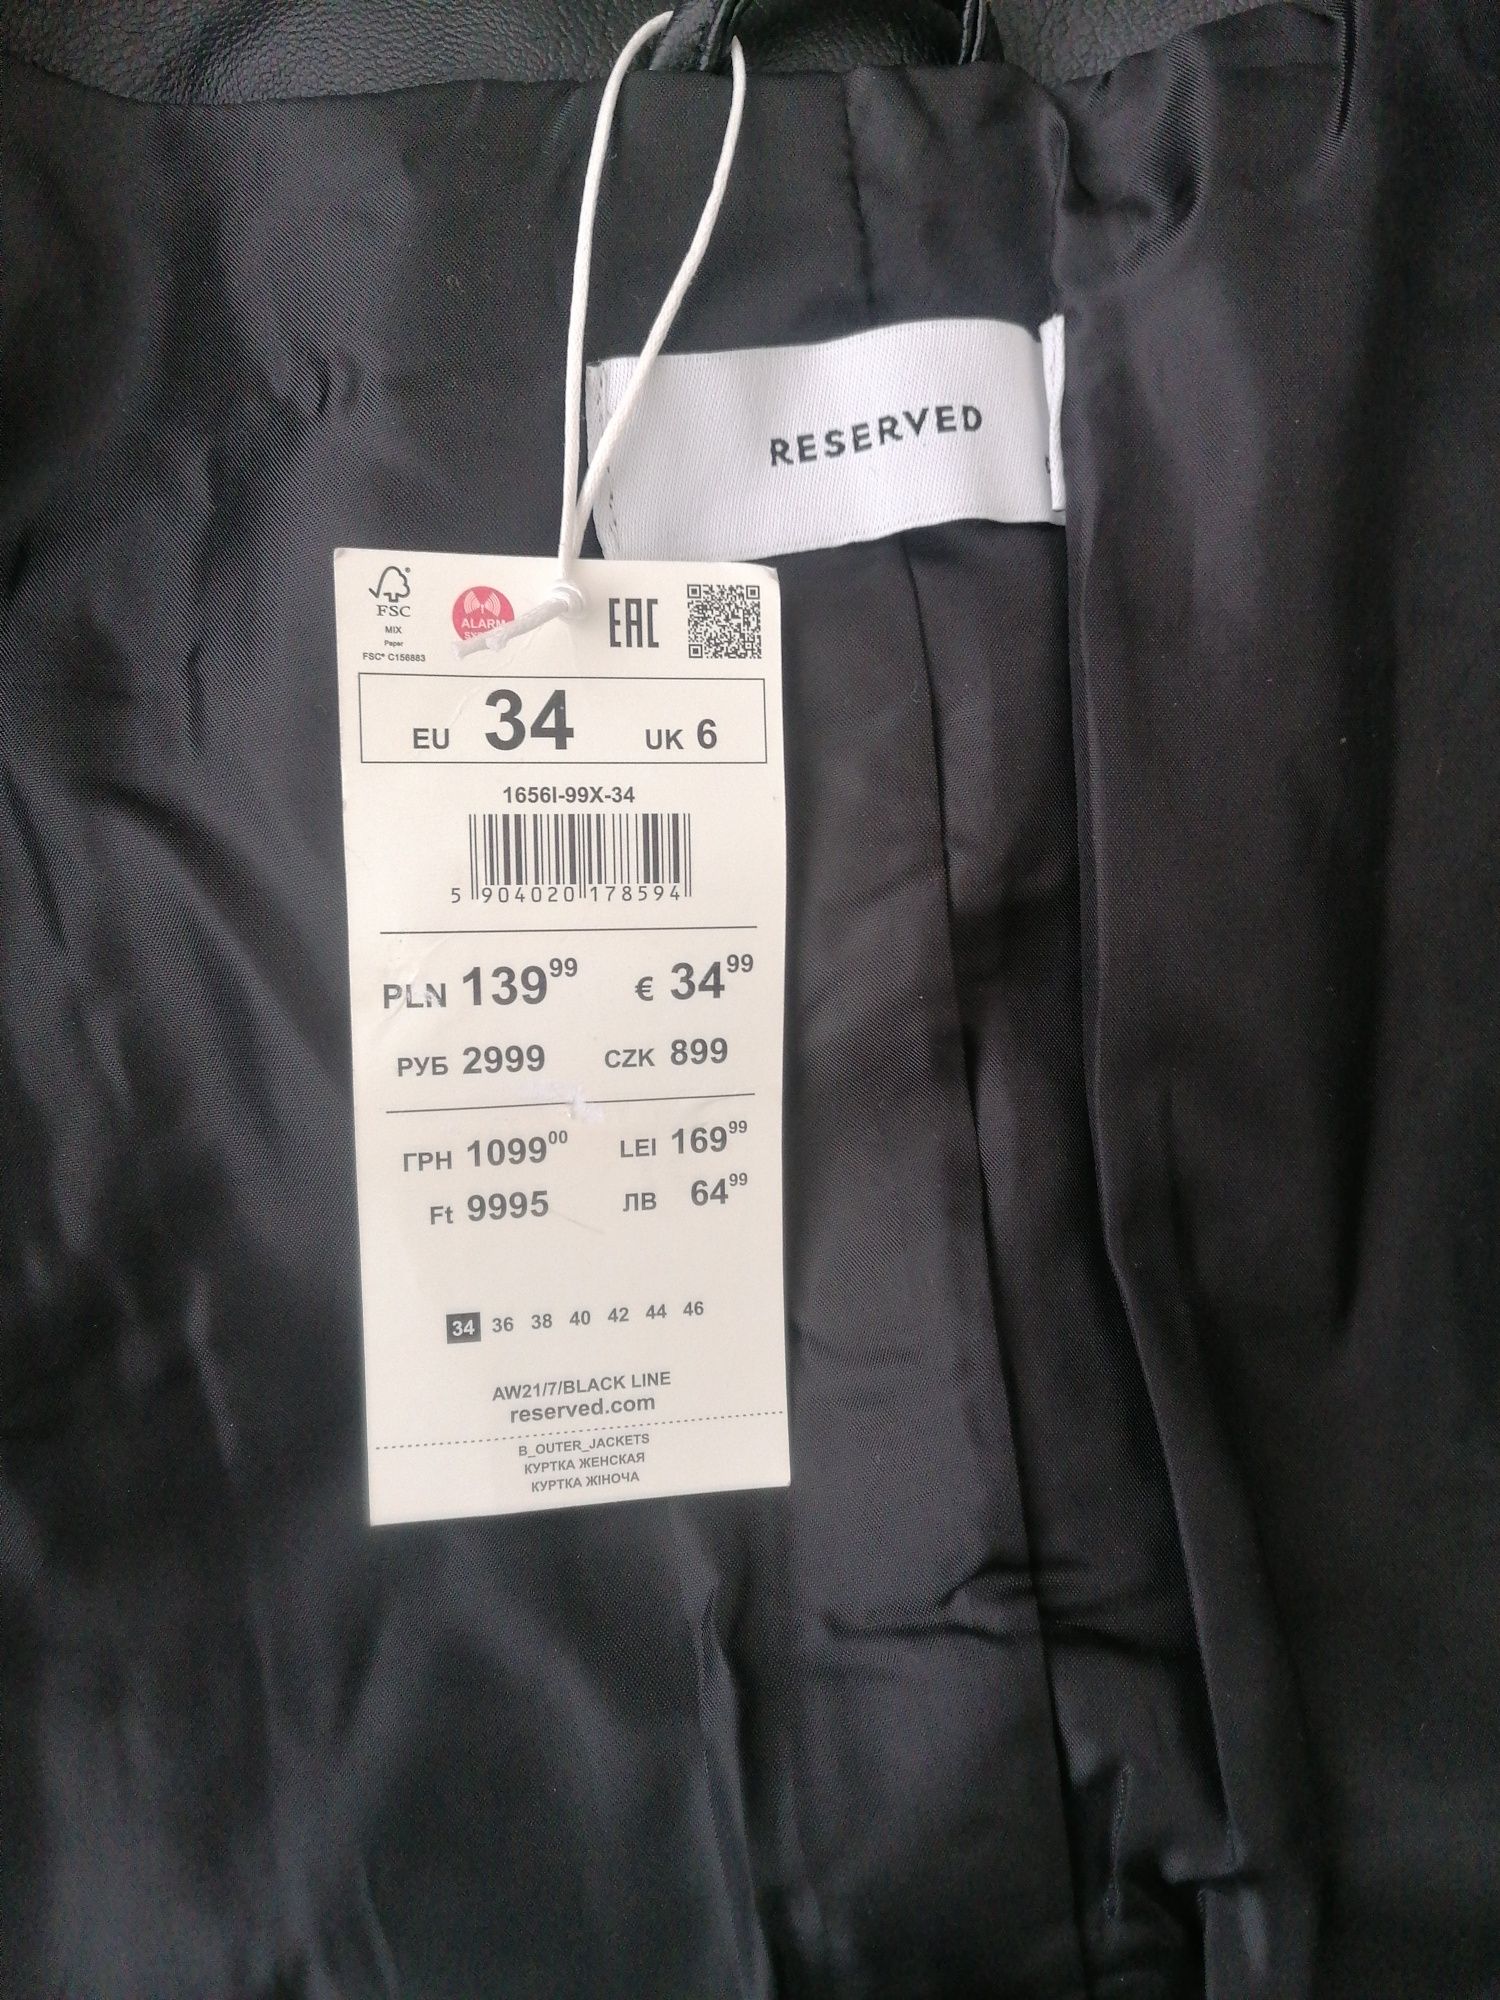 RESERVED
FSC
MIX
Paper
FSC® C156883
ALARM
EAC
EU 34 UK 6
1656I-99X-34
5 904020 178594
PLN 139 99 € 34 99
РУБ 2999 CZK 899
ГРН 1099 00 LEI 169 99
Ft 9995 ЛВ 64 99
34 36 38 40 42 44 46
AW21/7/BLACK LINE
reserved.com
B_OUTER_JACKETS
КУРТКА ЖЕНСКАЯ
КУРТКА ЖІНОЧА